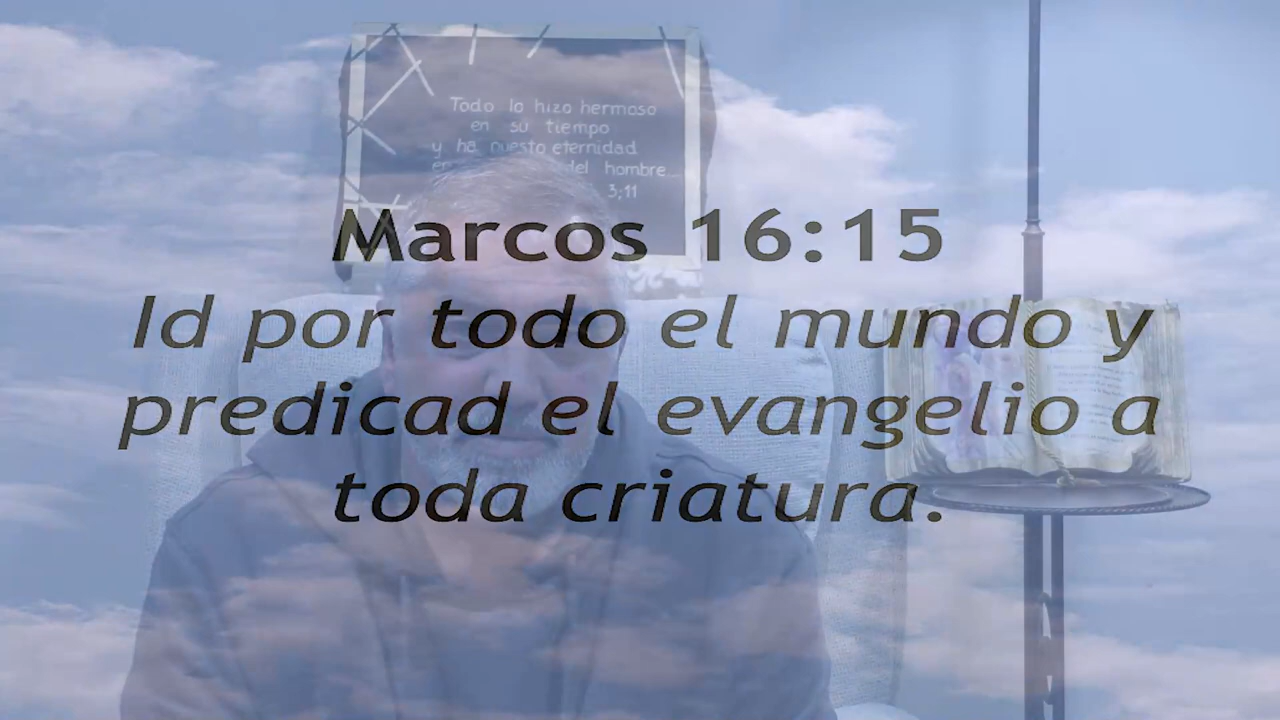 Todo lo hizo hermoso
en su tiempo
y ha puesto eternidad
del hombre
3;11
Marcos 16:15
Id por todo el mundo y
predicad el evangelio a
toda criatura.